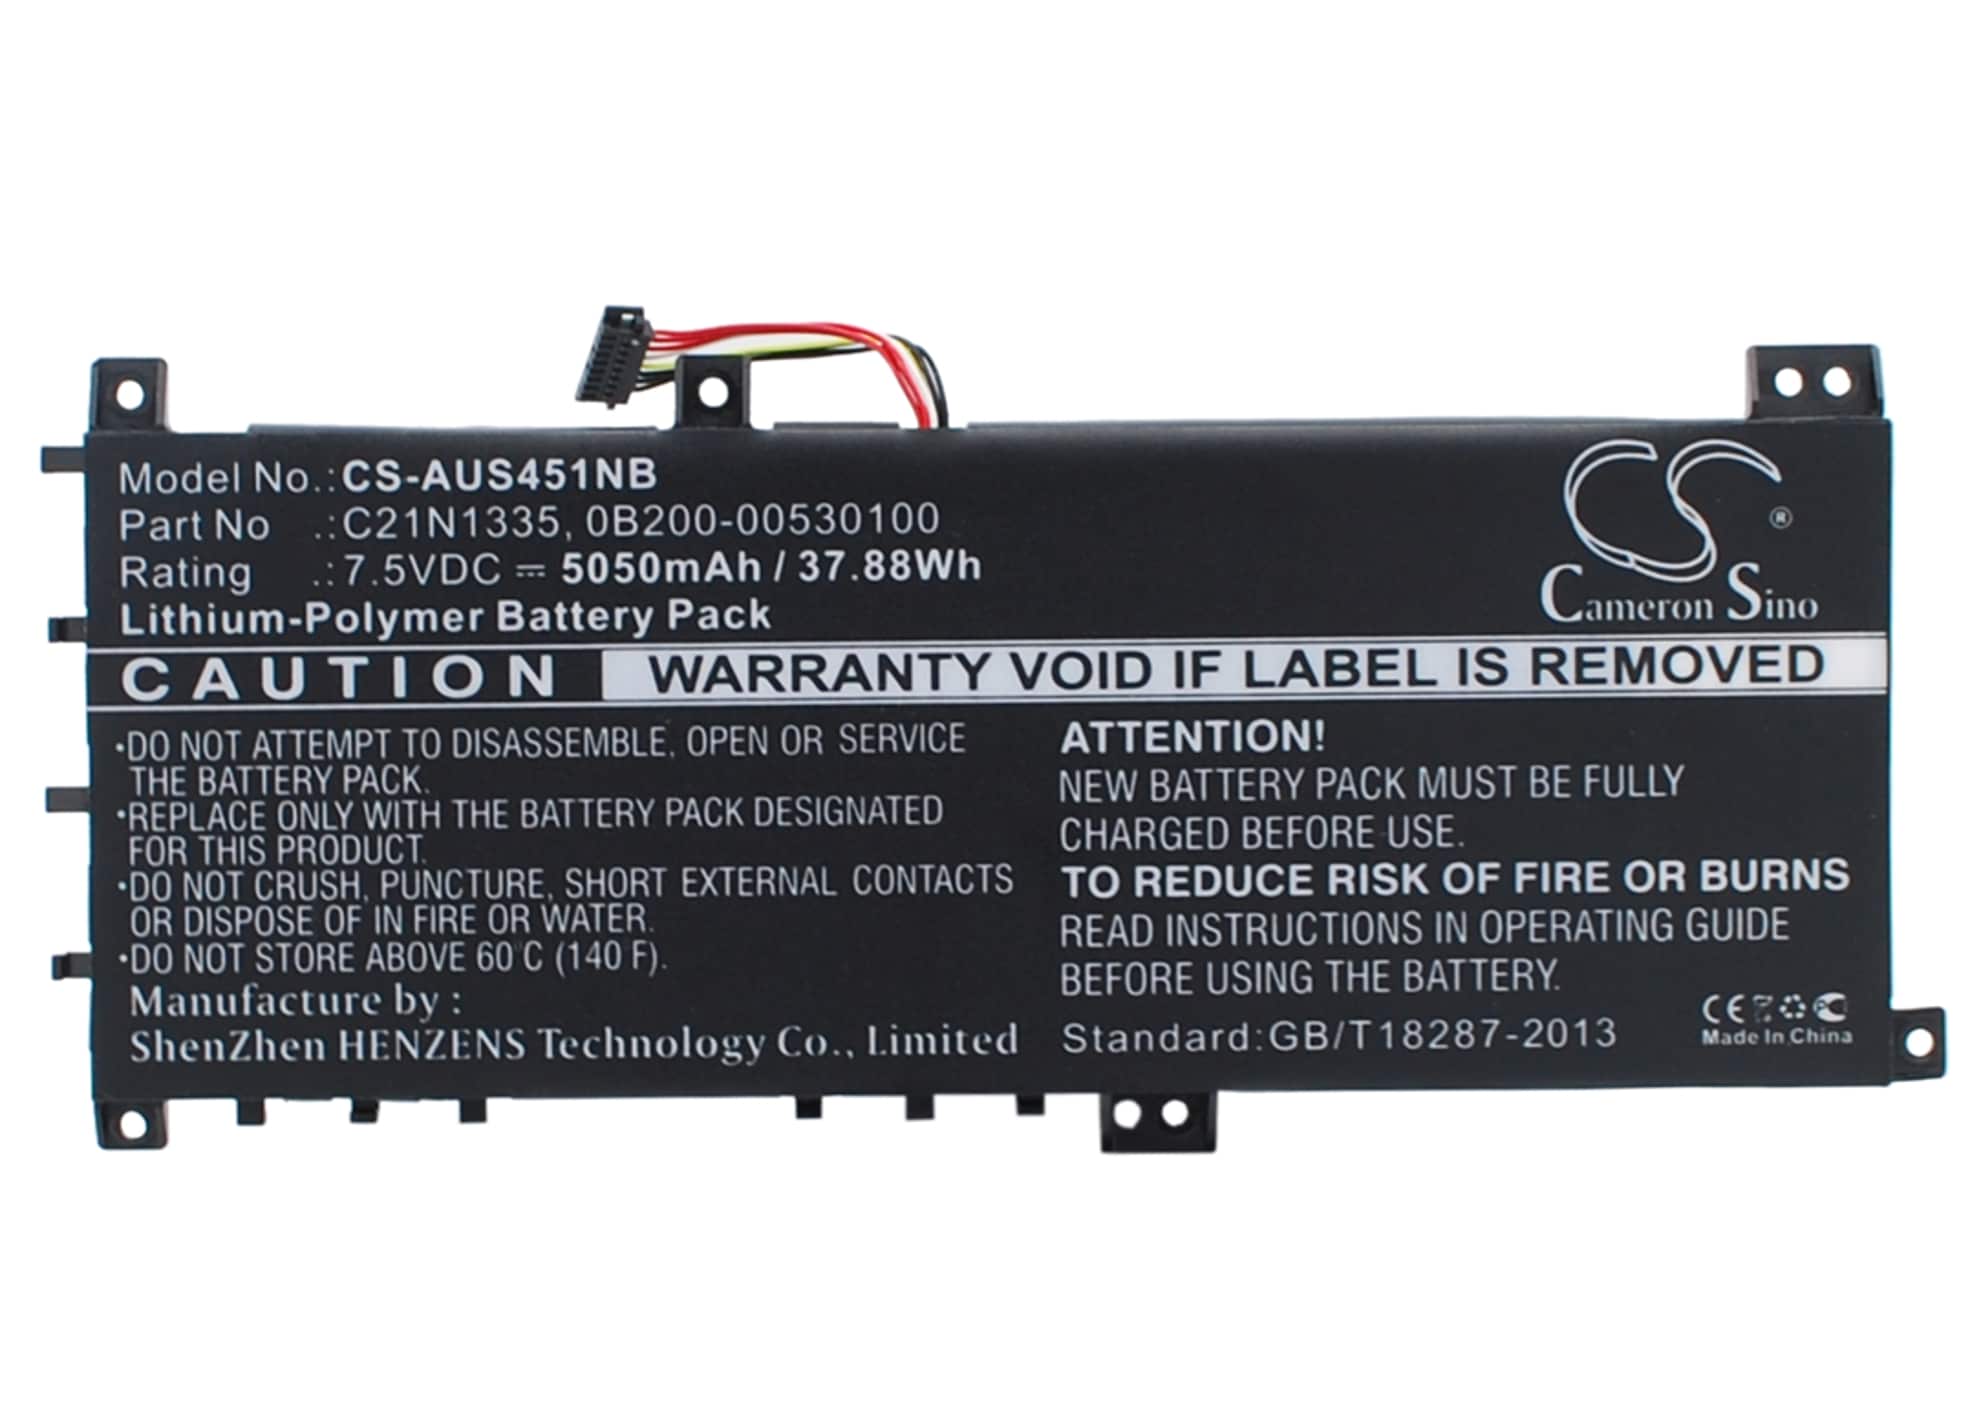 Model No.:CS-AUS451NB
Part No .:C21N1335, 0B200-00530100
Rating .:7.5VDC ⎓ 5050mAh / 37.88Wh
Lithium-Polymer Battery Pack
CS
®
Cameron Sino
CAUTION WARRANTY VOID IF LABEL IS REMOVED
·DO NOT ATTEMPT TO DISASSEMBLE, OPEN OR SERVICE
THE BATTERY PACK.
·REPLACE ONLY WITH THE BATTERY PACK DESIGNATED
FOR THIS PRODUCT.
·DO NOT CRUSH, PUNCTURE, SHORT EXTERNAL CONTACTS
OR DISPOSE OF IN FIRE OR WATER.
·DO NOT STORE ABOVE 60°C (140 F).
Manufacture by :
ShenZhen HENZENS Technology Co., Limited
ATTENTION!
NEW BATTERY PACK MUST BE FULLY
CHARGED BEFORE USE.
TO REDUCE RISK OF FIRE OR BURNS
READ INSTRUCTIONS IN OPERATING GUIDE
BEFORE USING THE BATTERY.
Standard:GB/T18287-2013
CE
Made In China